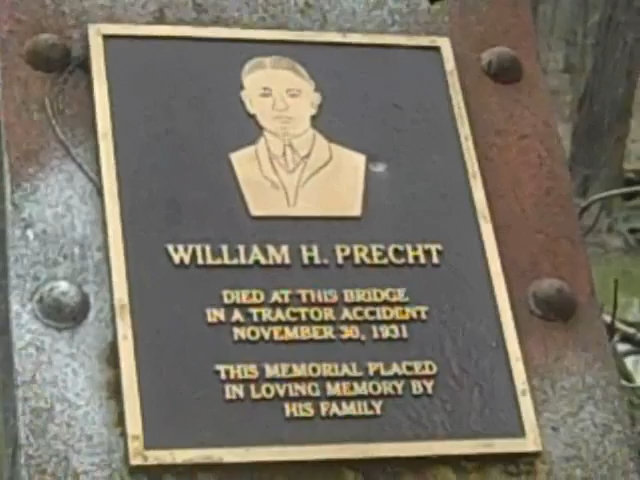 WILLIAM H. PRECHT
DIED AT THIS BRIDGE
IN A TRACTOR ACCIDENT
NOVEMBER 30, 1931
THIS MEMORIAL PLACED
IN LOVING MEMORY BY
HIS FAMILY